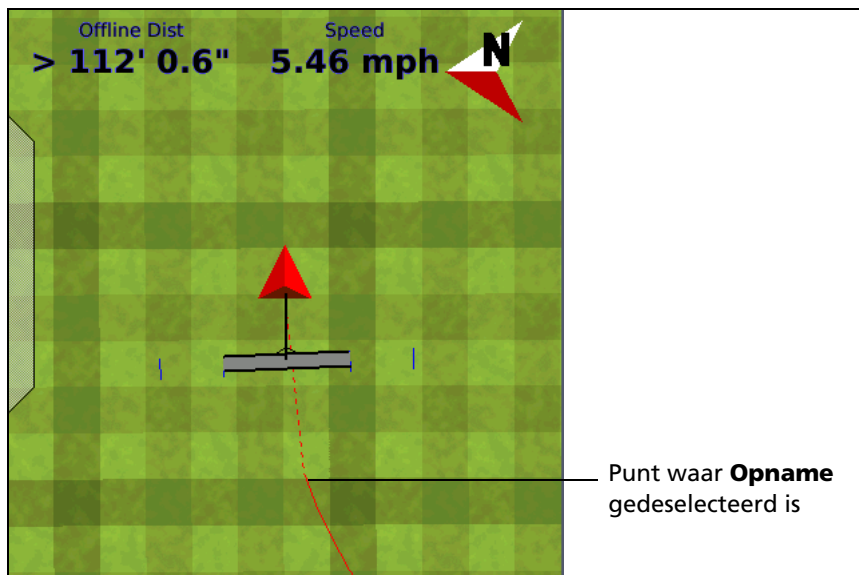 Offline Dist Speed
> 112' 0.6" 5.46 mph
N
Punt waar Opname
gedeselecteerd is